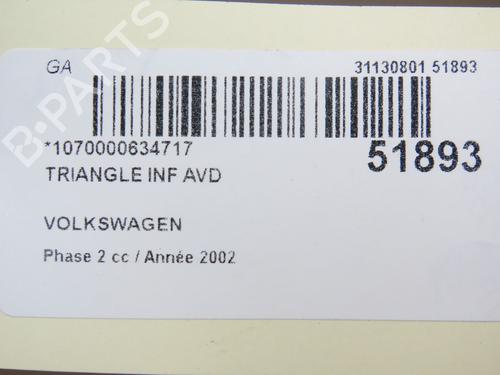 GA 31130801 51893
*1070000634717 51893
TRIANGLE INF AVD
VOLKSWAGEN
Phase 2 cc / Année 2002
B-PARTS